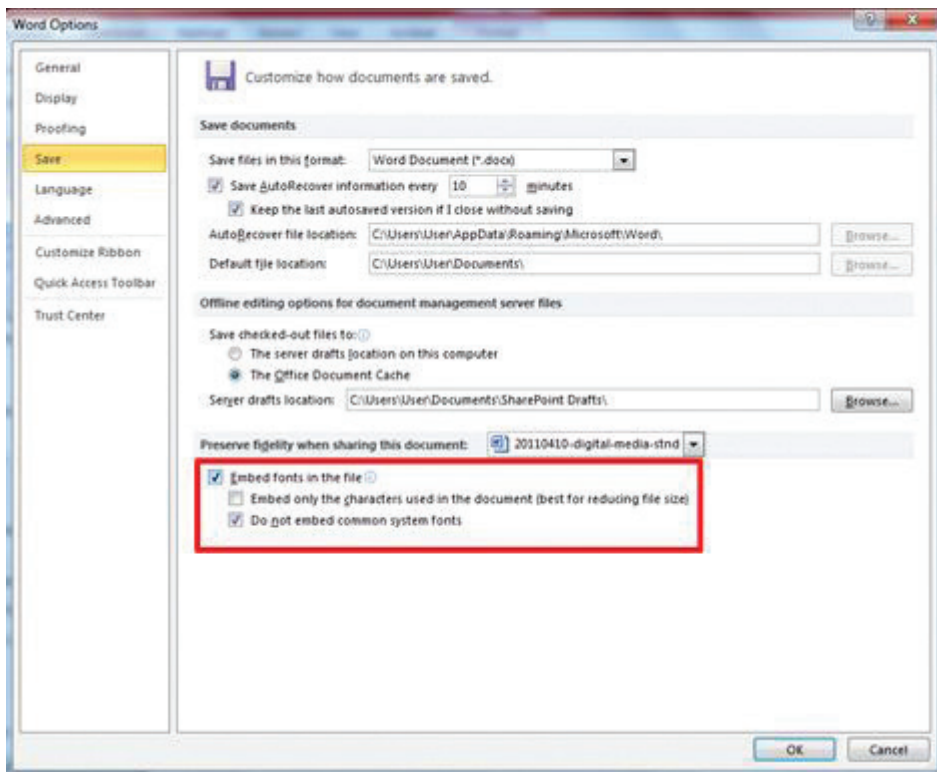 Word Options
General
Display
Proofing
Save
Language
Advanced
Customize Ribbon
Quick Access Toolbar
Trust Center
Customize how documents are saved.
Save documents
Save files in this format: Word Document (*.docx)
Save AutoRecover information every 10 minutes
Keep the last autosaved version if I close without saving
AutoRecover file location: C:\Users\User\AppData\Roaming\Microsoft\Word\ Browse...
Default file location: C:\Users\User\Documents\ Browse...
Offline editing options for document management server files
Save checked-out files to:
The server drafts location on this computer
The Office Document Cache
Server drafts location: C:\Users\User\Documents\SharePoint Drafts\ Browse...
Preserve fidelity when sharing this document: 20110410-digital-media-stnd
Embed fonts in the file
Embed only the characters used in the document (best for reducing file size)
Do not embed common system fonts
OK Cancel